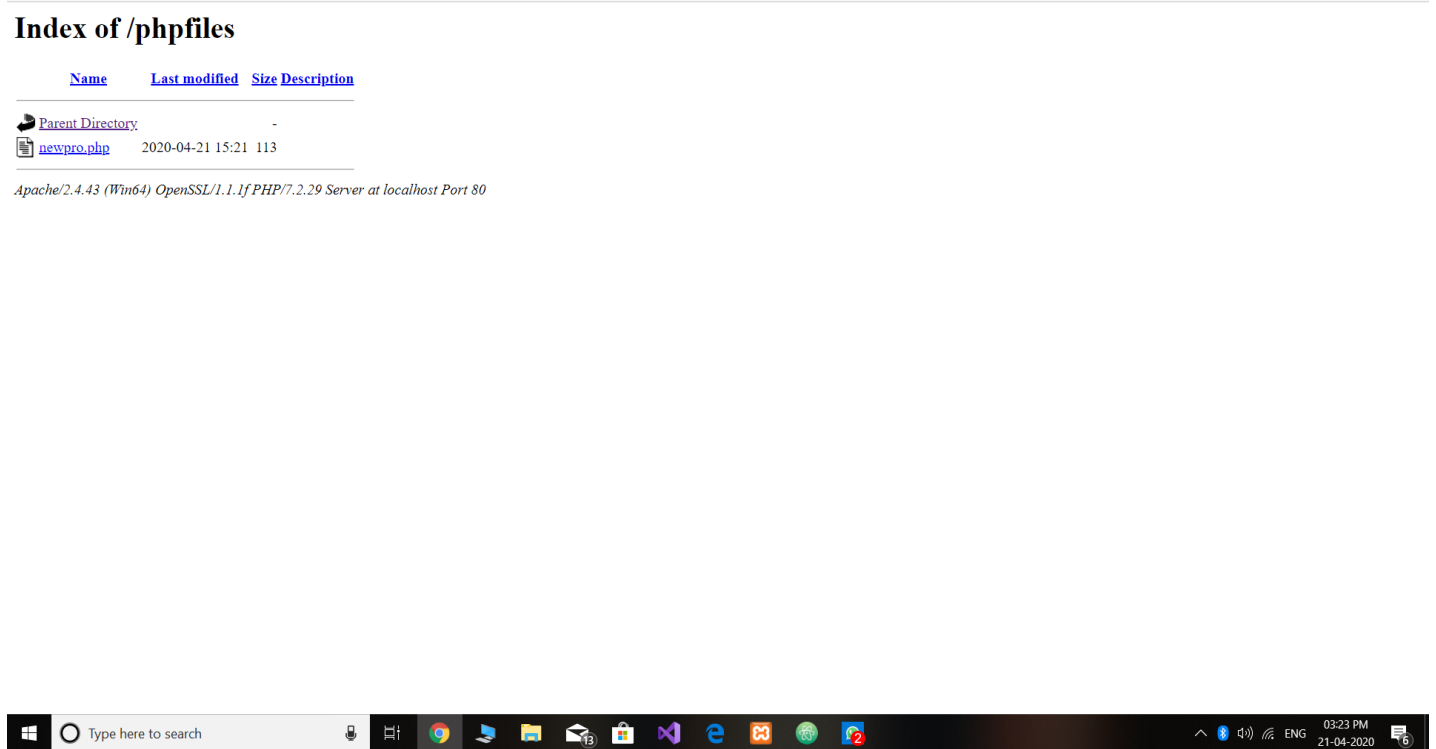 Index of /phpfiles
Name Last modified Size Description
Parent Directory -
newpro.php 2020-04-21 15:21 113
Apache/2.4.43 (Win64) OpenSSL/1.1.1f PHP/7.2.29 Server at localhost Port 80
Type here to search
13
2
ENG
03:23 PM
21-04-2020
6